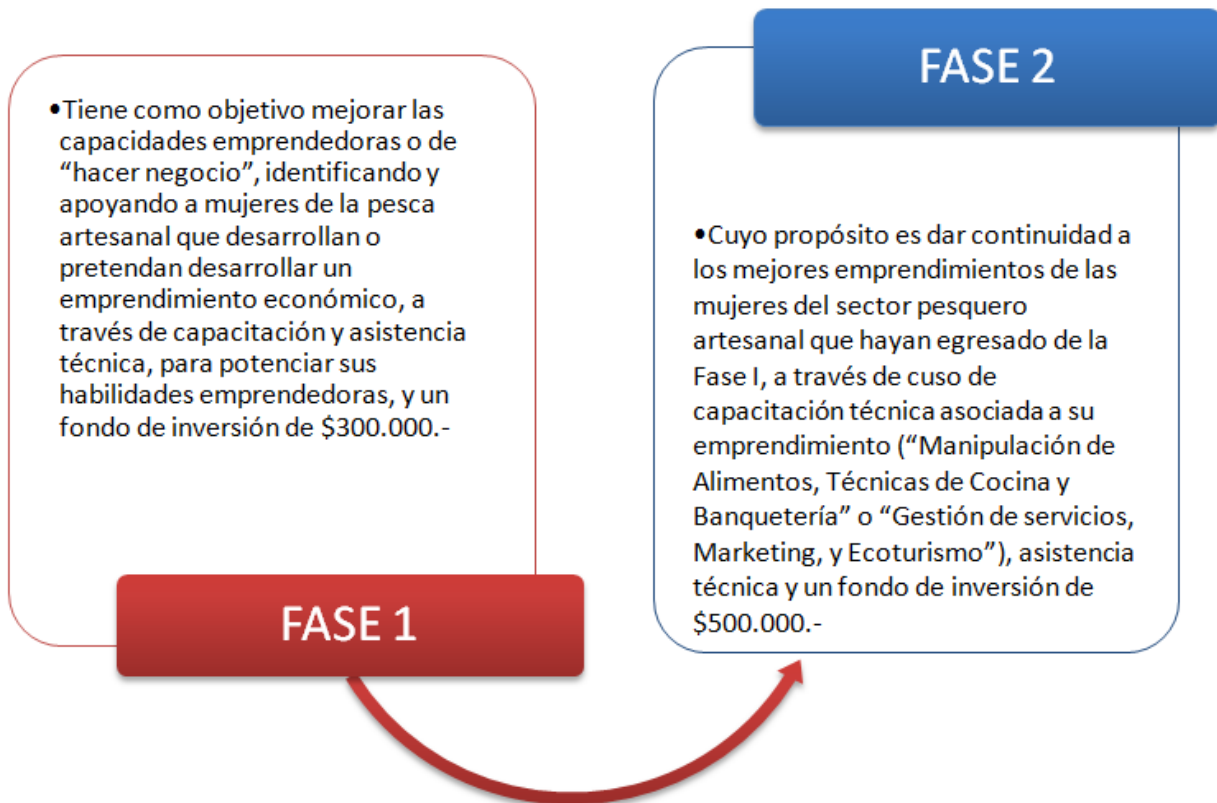 •Tiene como objetivo mejorar las
capacidades emprendedoras o de
“hacer negocio”, identificando y
apoyando a mujeres de la pesca
artesanal que desarrollan o
pretendan desarrollar un
emprendimiento económico, a
través de capacitación y asistencia
técnica, para potenciar sus
habilidades emprendedoras, y un
fondo de inversión de $300.000.-
FASE 1
FASE 2
•Cuyo propósito es dar continuidad a
los mejores emprendimientos de las
mujeres del sector pesquero
artesanal que hayan egresado de la
Fase I, a través de cuso de
capacitación técnica asociada a su
emprendimiento (“Manipulación de
Alimentos, Técnicas de Cocina y
Banquetería” o “Gestión de servicios,
Marketing, y Ecoturismo”), asistencia
técnica y un fondo de inversión de
$500.000.-